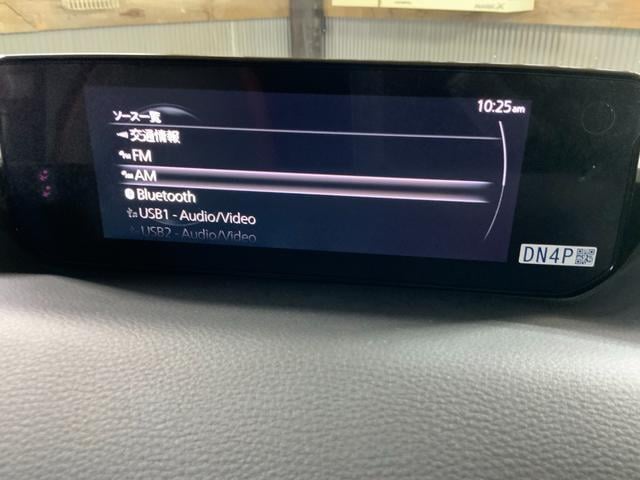 10:25am
ソース一覧
交通情報
FM
AM
Bluetooth
USB1 - Audio/Video
USB2 - Audio/Video
DN4P